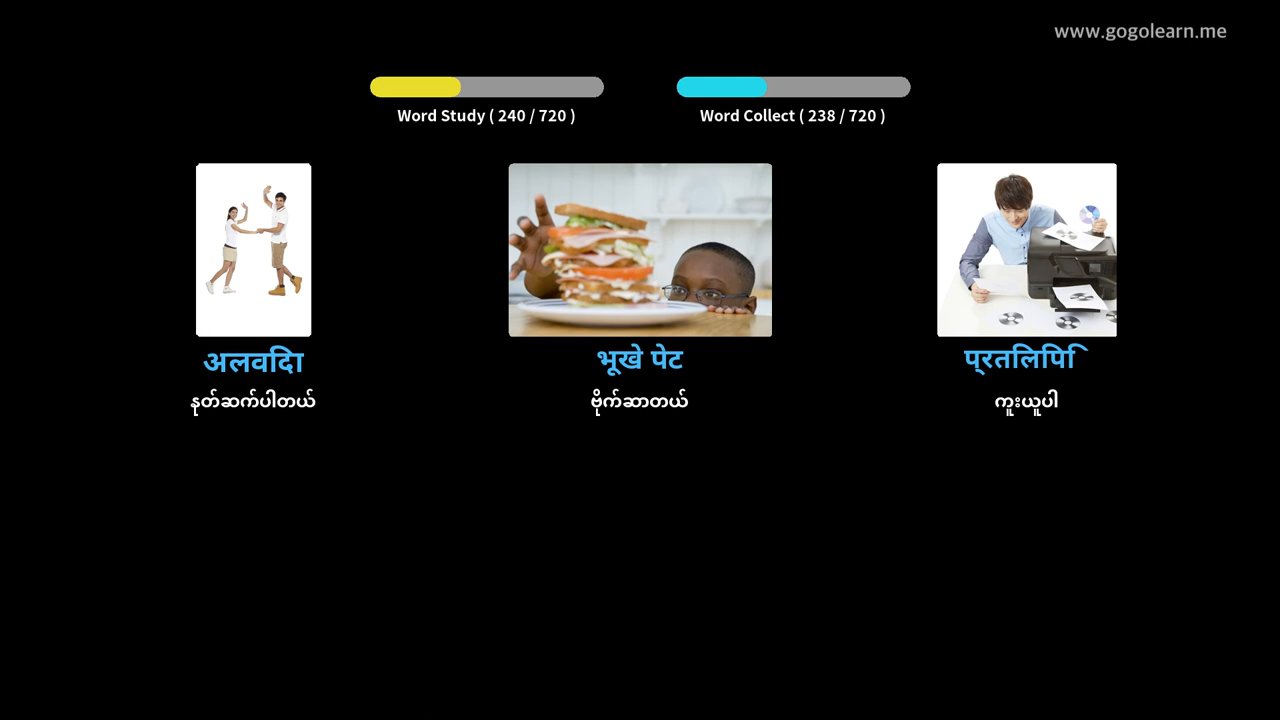 www.gogolearn.me
Word Study ( 240 / 720 )
Word Collect ( 238 / 720 )
अलवदिा
भूखे पेट
प्रतलिपिि
နှုတ်ဆက်ပါတယ်
ဗိုက်ဆာတယ်
ကူးယူပါ